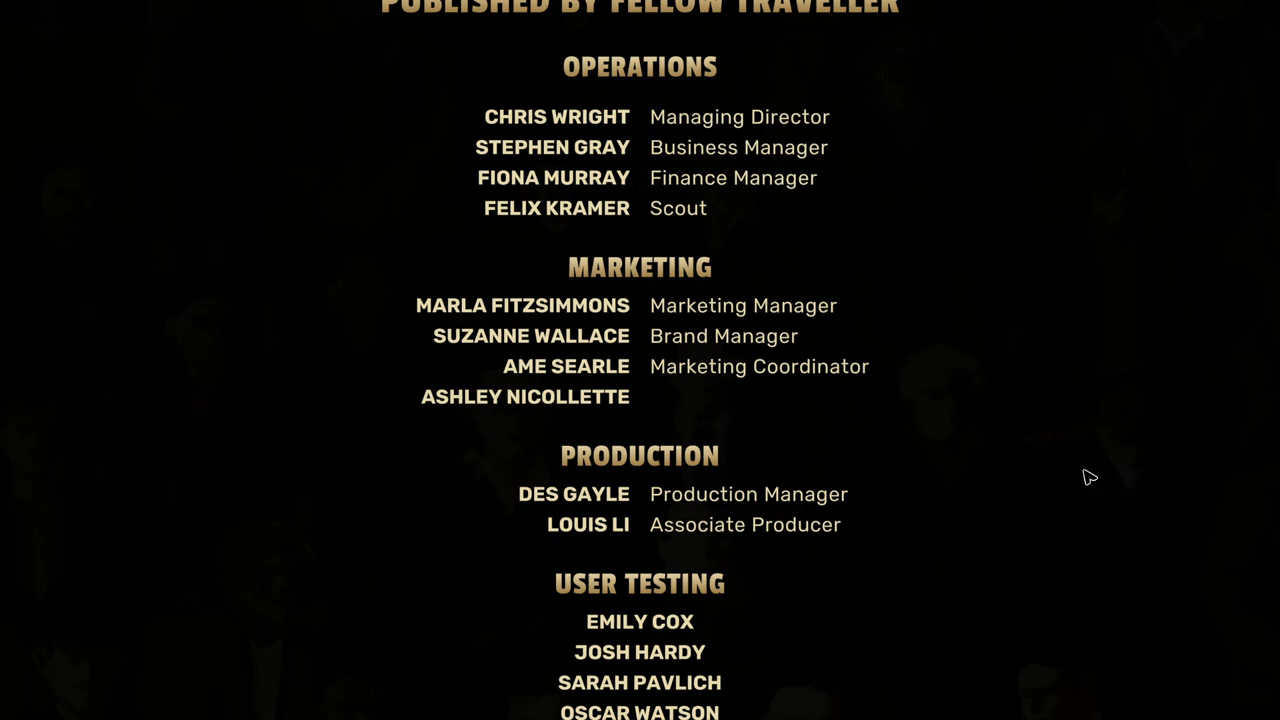 PUBLISHED BY FELLOW TRAVELLER
OPERATIONS
CHRIS WRIGHT Managing Director
STEPHEN GRAY Business Manager
FIONA MURRAY Finance Manager
FELIX KRAMER Scout
MARKETING
MARLA FITZSIMMONS Marketing Manager
SUZANNE WALLACE Brand Manager
AME SEARLE Marketing Coordinator
ASHLEY NICOLLETTE
PRODUCTION
DES GAYLE Production Manager
LOUIS LI Associate Producer
USER TESTING
EMILY COX
JOSH HARDY
SARAH PAVLICH
OSCAR WATSON